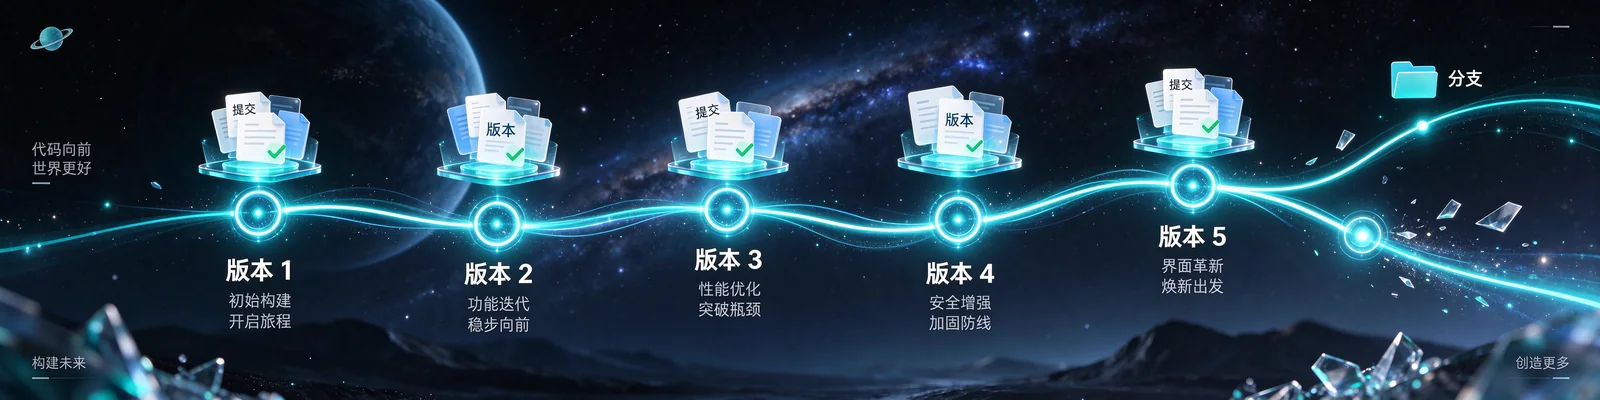 代码向前
世界更好
提交
版本 1
初始构建
开启旅程
版本
版本 2
功能迭代
稳步向前
提交
版本 3
性能优化
突破瓶颈
版本
版本 4
安全增强
加固防线
提交
版本 5
界面革新
焕新出发
分支
构建未来
创造更多